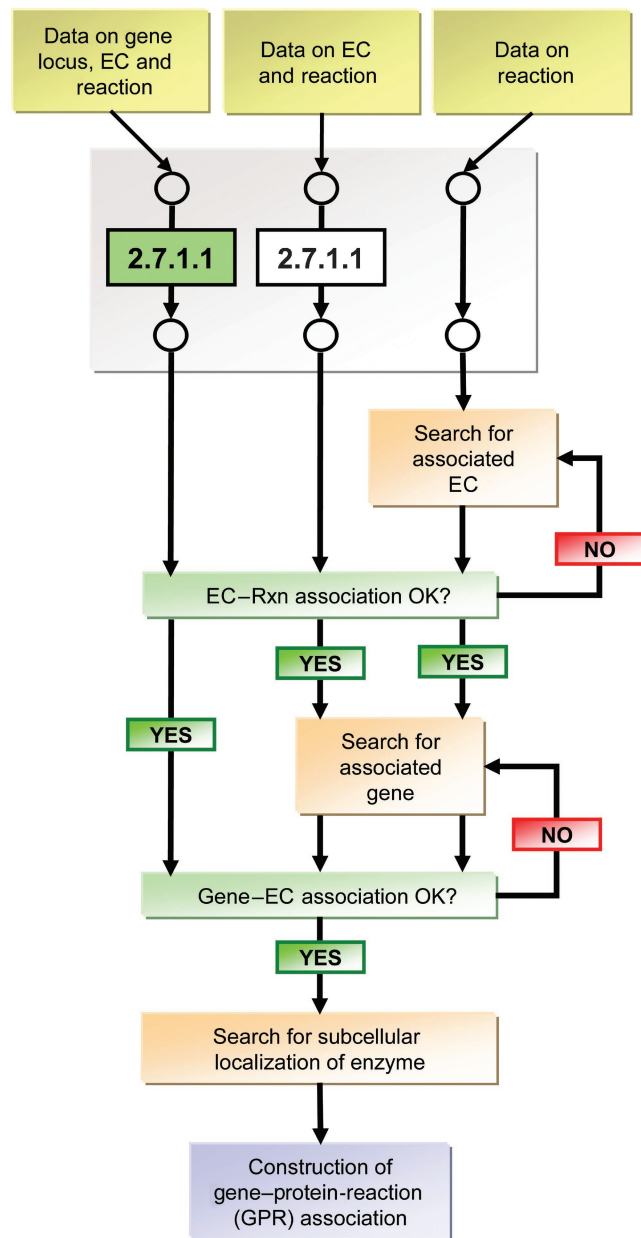 Data on gene
locus, EC and
reaction
Data on EC
and reaction
Data on
reaction
2.7.1.1
2.7.1.1
Search for
associated
EC
NO
EC–Rxn association OK?
YES
YES
YES
Search for
associated
gene
NO
Gene–EC association OK?
YES
Search for subcellular
localization of enzyme
Construction of
gene–protein-reaction
(GPR) association